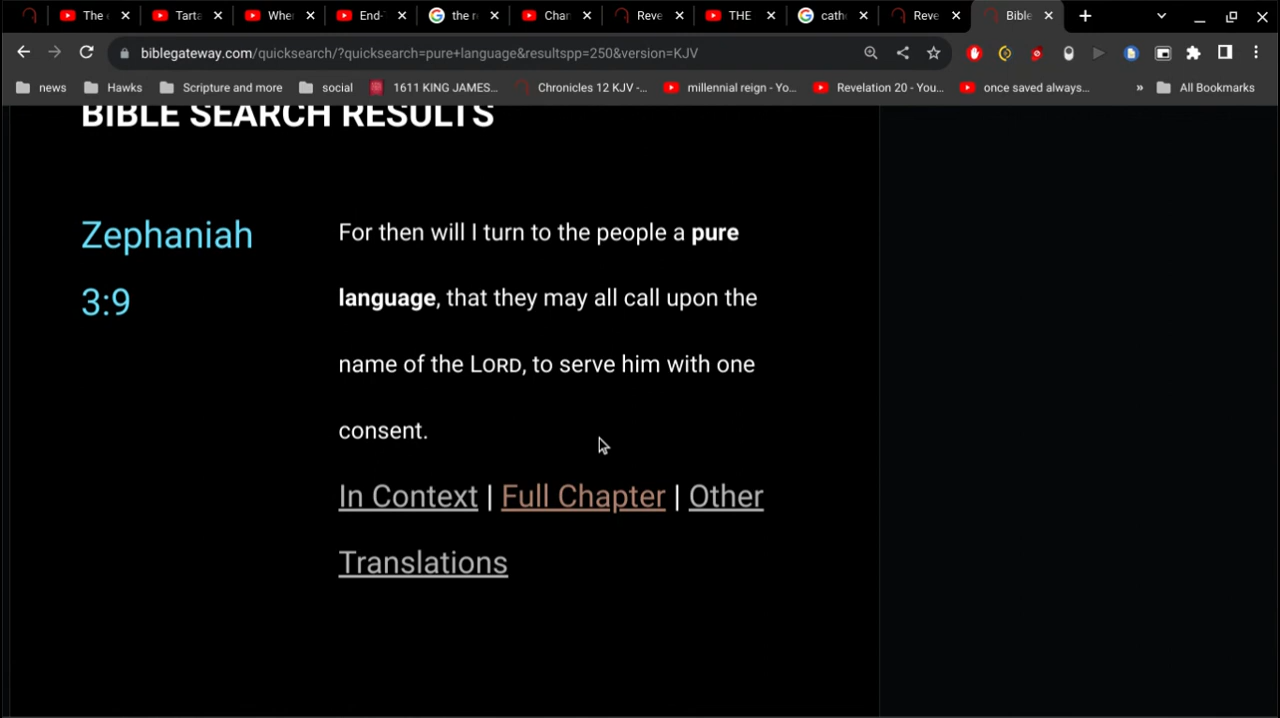 The
Tarta
Whe
End-
the r
Char
Reve
THE
cath
Reve
Bible
biblegateway.com/quicksearch/?quicksearch=pure+language&resultspp=250&version=KJV
news Hawks Scripture and more social 1611 KING JAMES... Chronicles 12 KJV -... millennial reign - Yo... Revelation 20 - You... once saved always... » All Bookmarks
BIBLE SEARCH RESULTS
Zephaniah
3:9
For then will I turn to the people a pure
language, that they may all call upon the
name of the LORD, to serve him with one
consent.
In Context | Full Chapter | Other
Translations